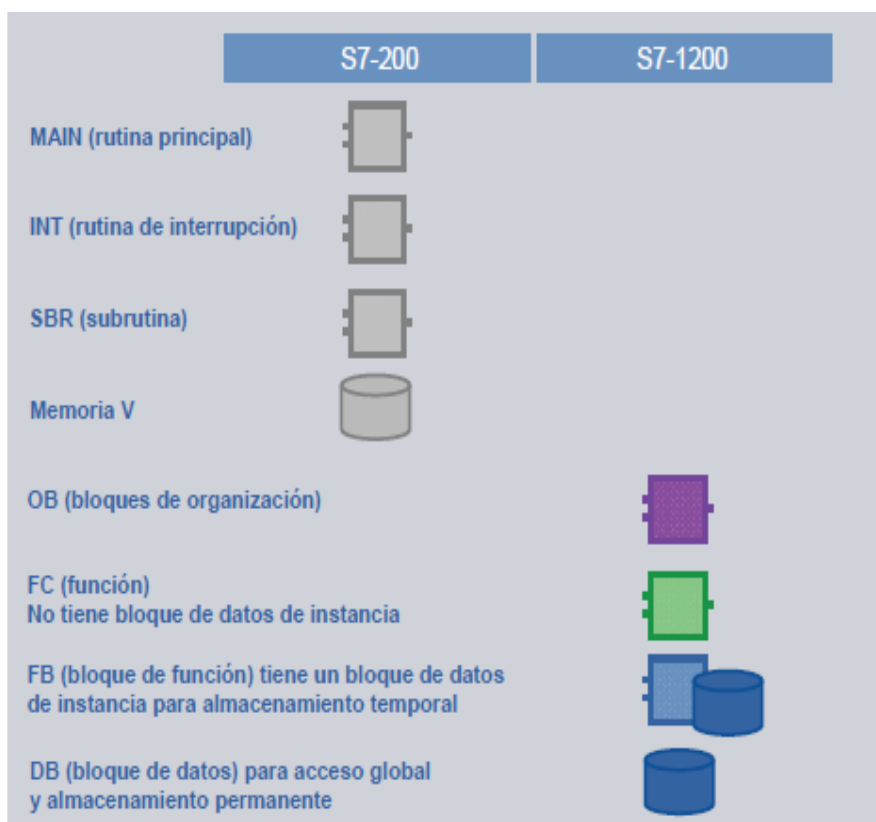 S7-200 S7-1200
MAIN (rutina principal)
INT (rutina de interrupción)
SBR (subrutina)
Memoria V
OB (bloques de organización)
FC (función)
No tiene bloque de datos de instancia
FB (bloque de función) tiene un bloque de datos
de instancia para almacenamiento temporal
DB (bloque de datos) para acceso global
y almacenamiento permanente